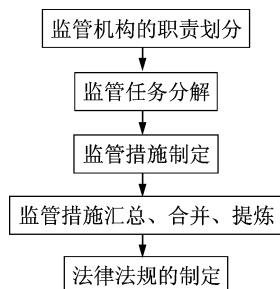 监管机构的职责划分
监管任务分解
监管措施制定
监管措施汇总、合并、提炼
法律法规的制定